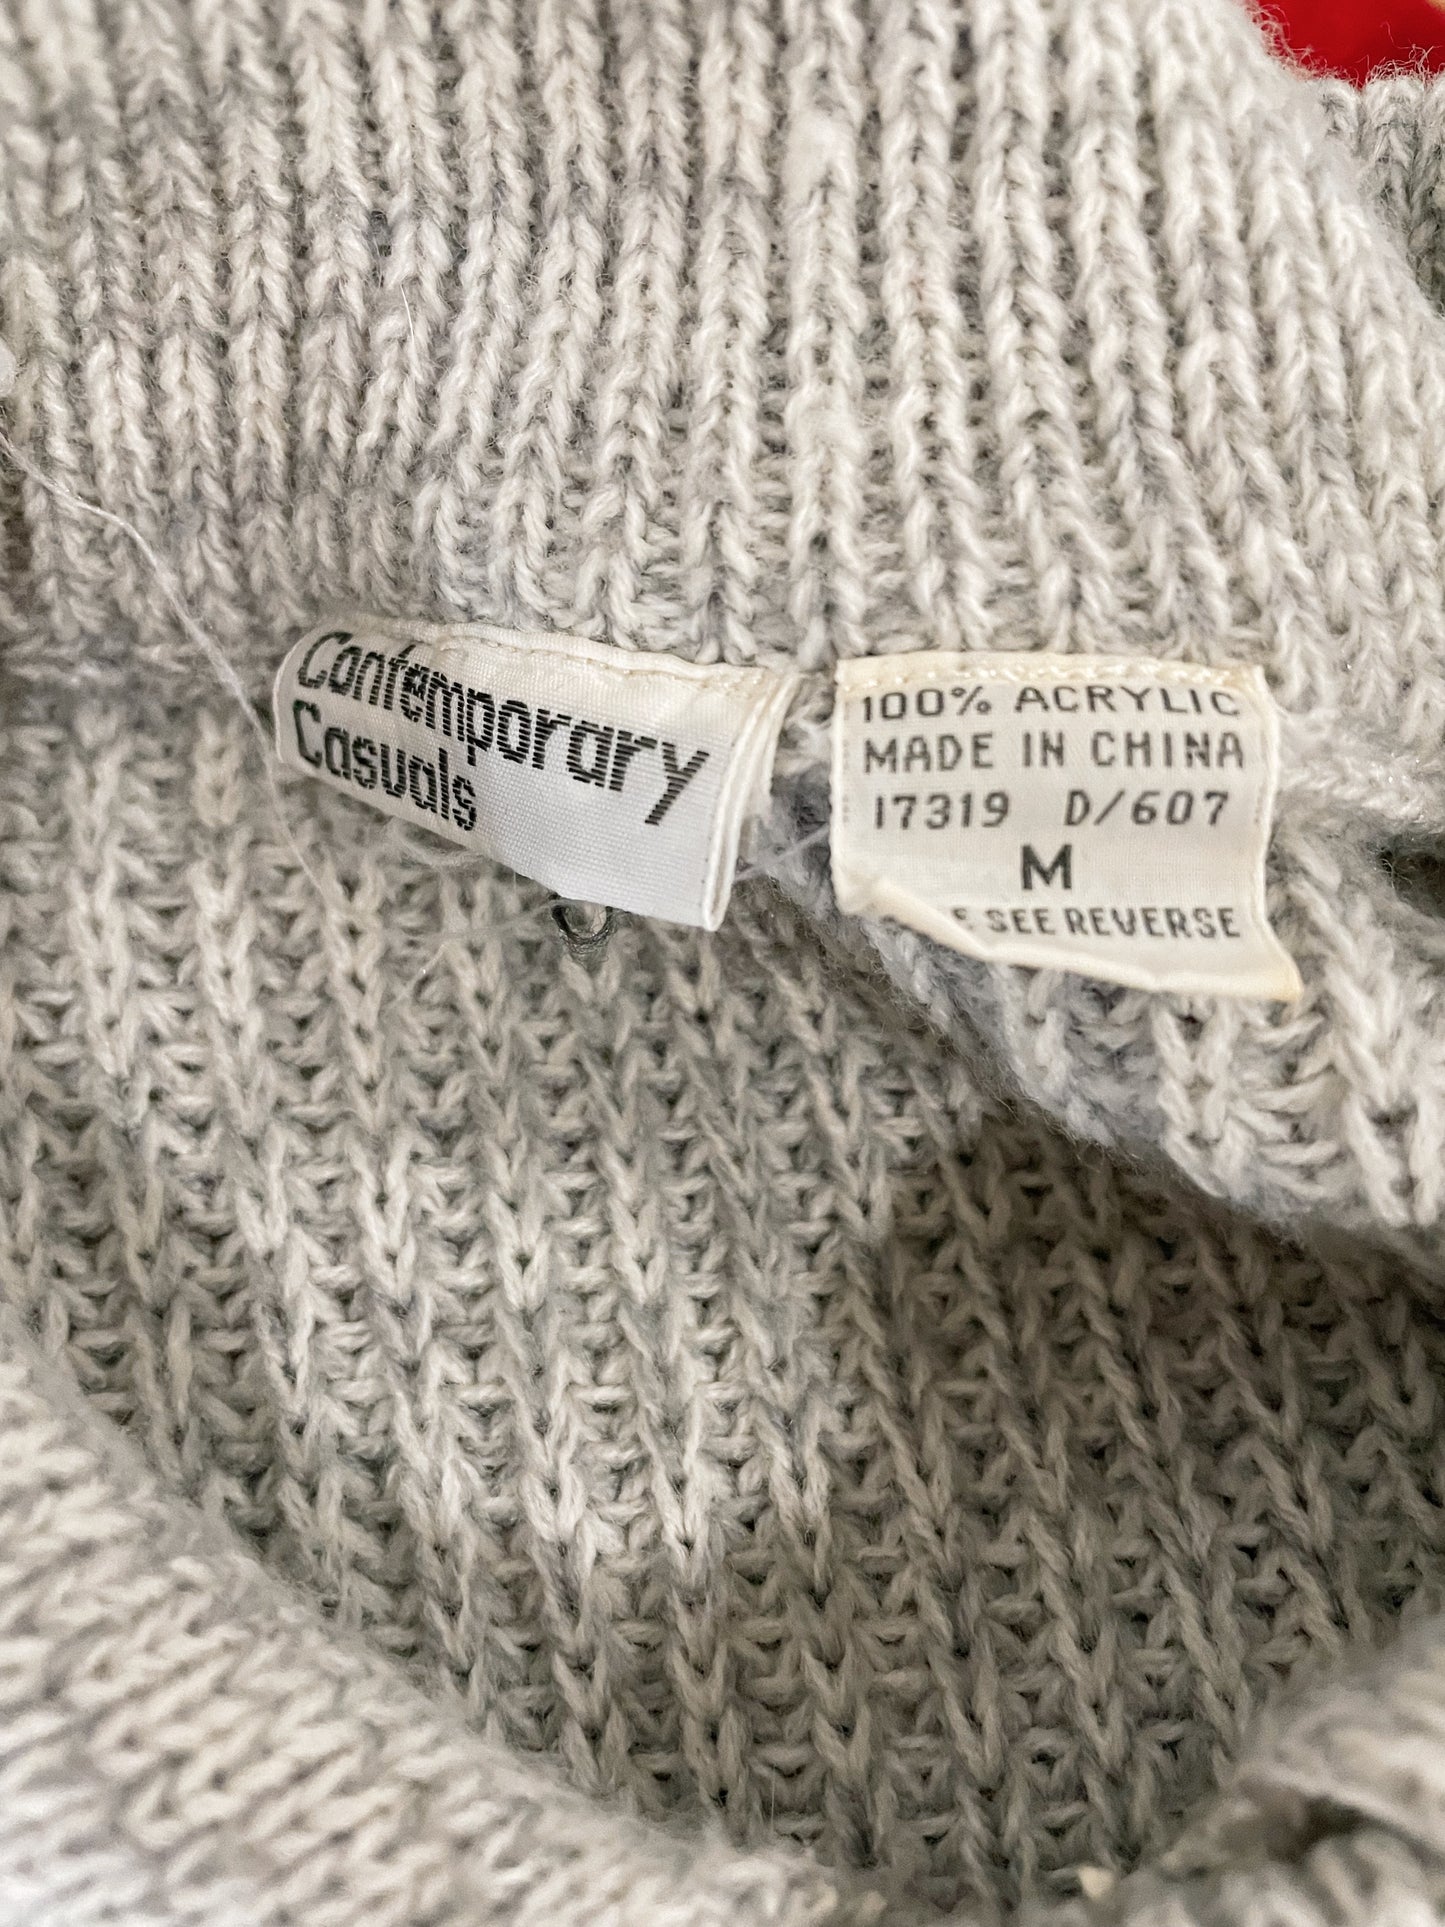 Contemporary
Casuals
100% ACRYLIC
MADE IN CHINA
17319 D/607
M
SEE REVERSE